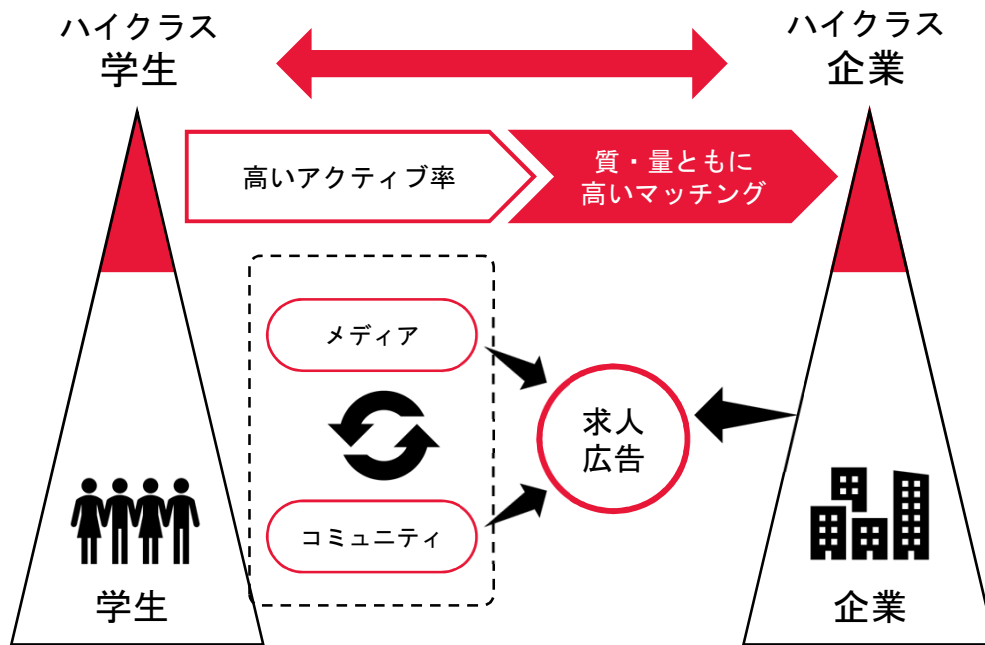 ハイクラス
学生
ハイクラス
企業
高いアクティブ率
質・量ともに
高いマッチング
メディア
求人
広告
コミュニティ
学生
企業